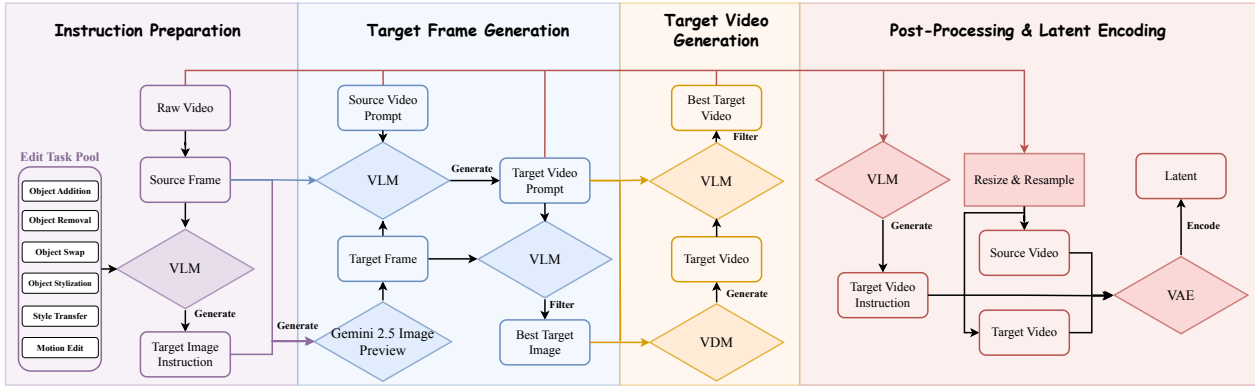 Instruction Preparation
Raw Video
Edit Task Pool
Source Frame
Object Addition
Object Removal
Object Swap
Object Stylization
Style Transfer
Motion Edit
VLM
Generate
Target Image
Instruction
Target Frame Generation
Source Video
Prompt
VLM
Generate
Target Video
Prompt
Target Frame
VLM
Generate
Gemini 2.5 Image
Preview
Filter
Best Target
Image
Target Video
Generation
Best Target
Video
Filter
VLM
Target Video
Generate
VDM
Post-Processing & Latent Encoding
VLM
Generate
Target Video
Instruction
Resize & Resample
Source Video
Target Video
Latent
Encode
VAE